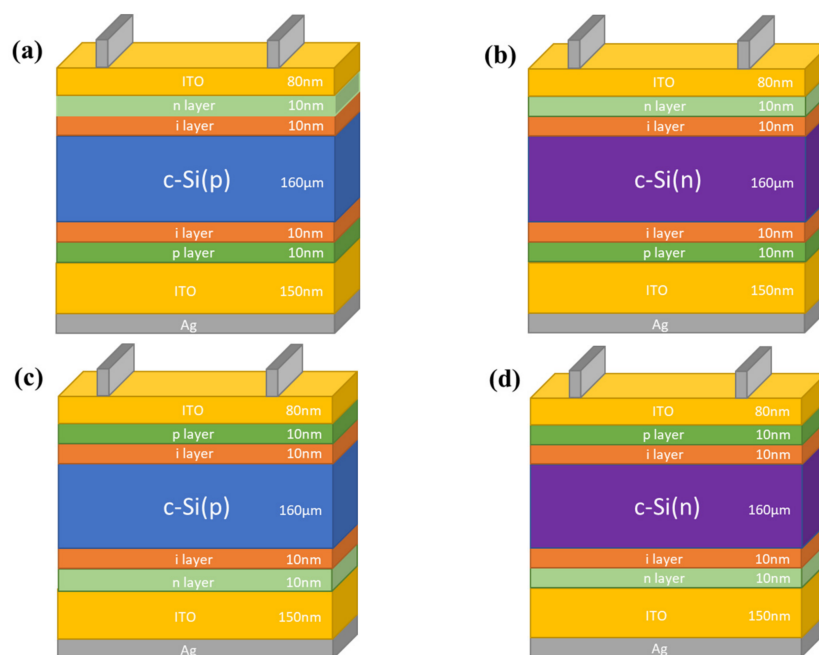 (a)
ITO 80nm
n layer 10nm
i layer 10nm
c-Si(p) 160μm
i layer 10nm
p layer 10nm
ITO 150nm
Ag
(b)
ITO 80nm
n layer 10nm
i layer 10nm
c-Si(n) 160μm
i layer 10nm
p layer 10nm
ITO 150nm
Ag
(c)
ITO 80nm
p layer 10nm
i layer 10nm
c-Si(p) 160μm
i layer 10nm
n layer 10nm
ITO 150nm
Ag
(d)
ITO 80nm
p layer 10nm
i layer 10nm
c-Si(n) 160μm
i layer 10nm
n layer 10nm
ITO 150nm
Ag